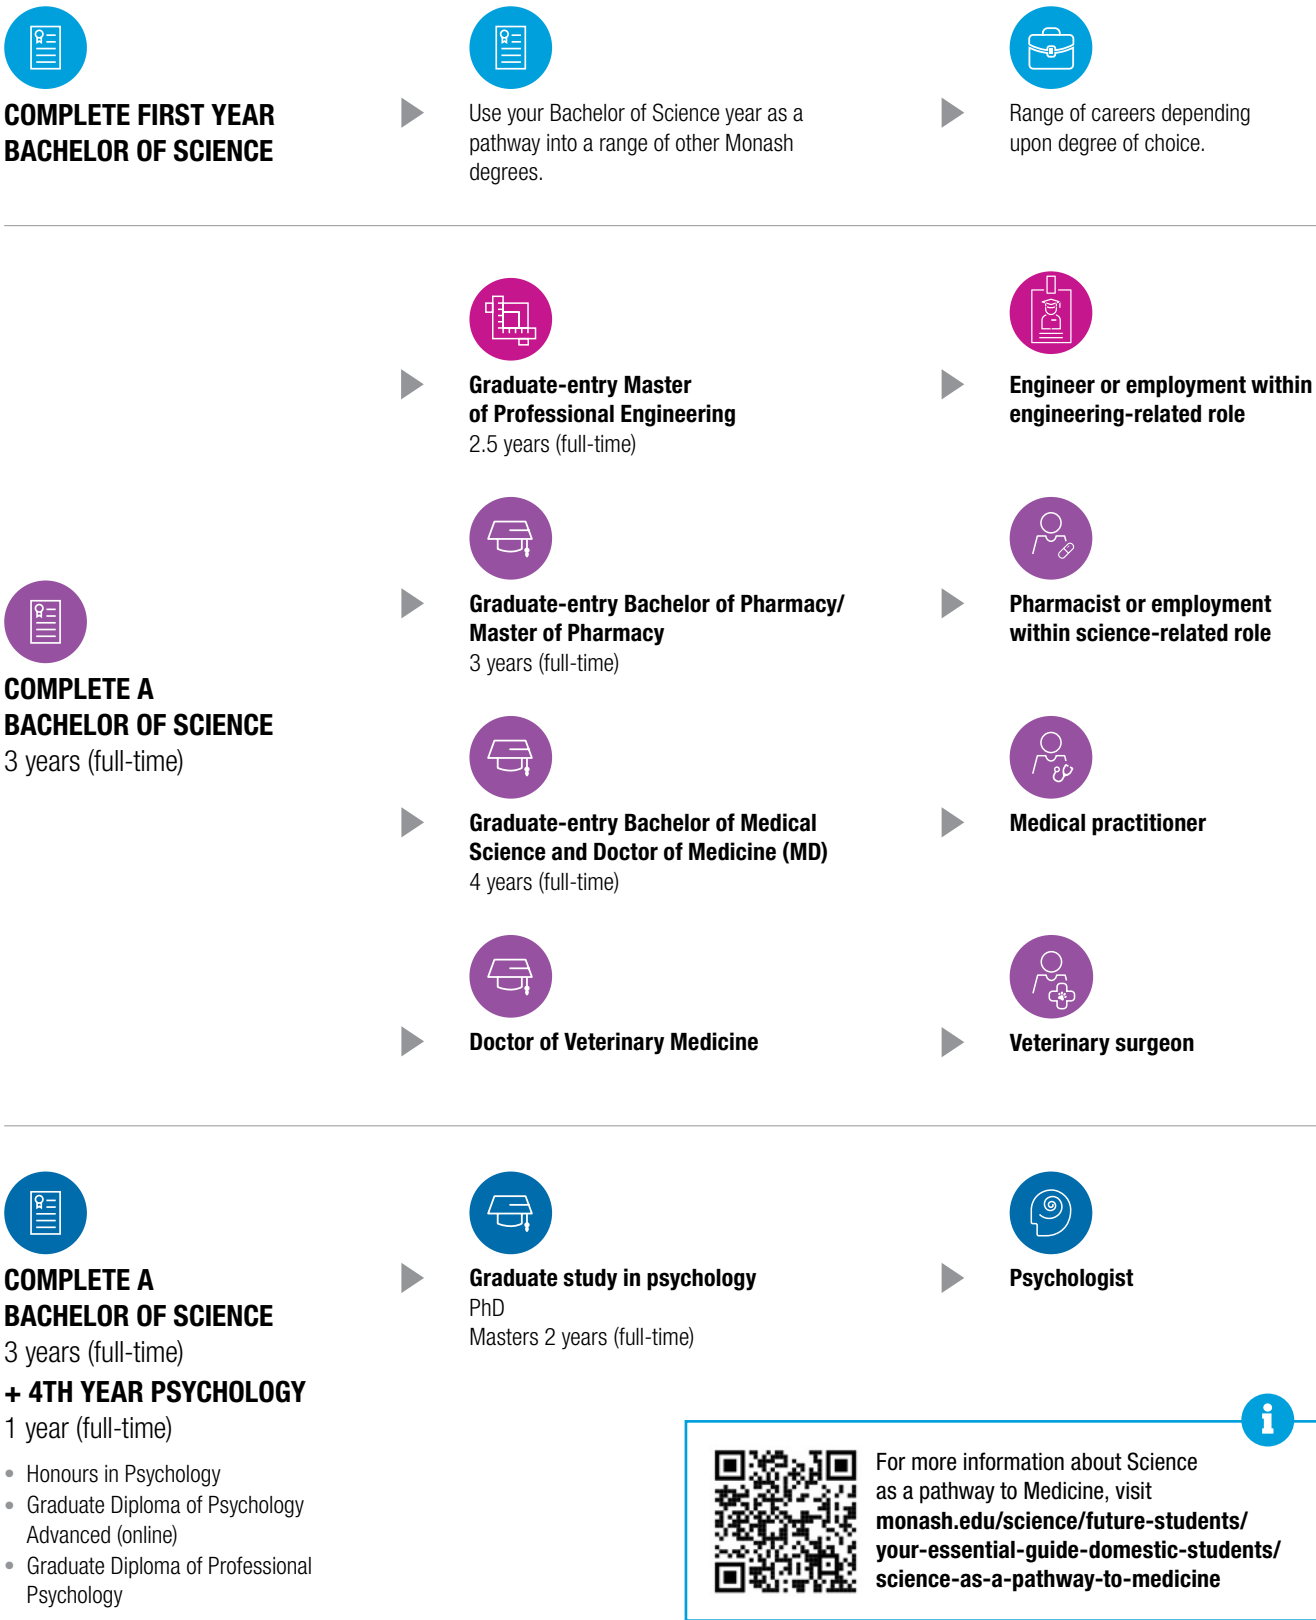 COMPLETE FIRST YEAR
BACHELOR OF SCIENCE
Use your Bachelor of Science year as a
pathway into a range of other Monash
degrees.
Range of careers depending
upon degree of choice.
COMPLETE A
BACHELOR OF SCIENCE
3 years (full-time)
Graduate-entry Master
of Professional Engineering
2.5 years (full-time)
Engineer or employment within
engineering-related role
Graduate-entry Bachelor of Pharmacy/
Master of Pharmacy
3 years (full-time)
Pharmacist or employment
within science-related role
Graduate-entry Bachelor of Medical
Science and Doctor of Medicine (MD)
4 years (full-time)
Medical practitioner
Doctor of Veterinary Medicine
Veterinary surgeon
COMPLETE A
BACHELOR OF SCIENCE
3 years (full-time)
+ 4TH YEAR PSYCHOLOGY
1 year (full-time)
• Honours in Psychology
• Graduate Diploma of Psychology
Advanced (online)
• Graduate Diploma of Professional
Psychology
Graduate study in psychology
PhD
Masters 2 years (full-time)
Psychologist
i
For more information about Science
as a pathway to Medicine, visit
monash.edu/science/future-students/
your-essential-guide-domestic-students/
science-as-a-pathway-to-medicine